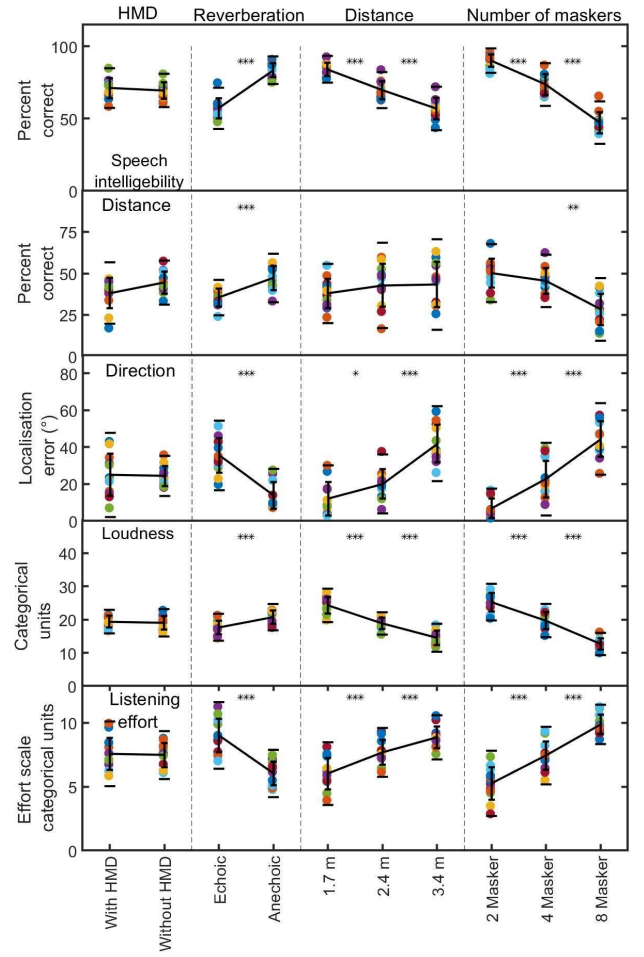 HMD Reverberation Distance Number of maskers
Percent
correct
100
50
0
*** *** *** *** ***
Speech
intelligebility
Percent
correct
75
50
25
0
Distance
*** **
Localisation
error (°)
80
60
40
20
0
Direction
*** * *** *** ***
Categorical
units
40
30
20
10
0
Loudness
*** *** *** *** ***
Effort scale
categorical units
10
5
0
Listening
effort
*** *** *** *** ***
With HMD
Without HMD
Echoic
Anechoic
1.7 m
2.4 m
3.4 m
2 Masker
4 Masker
8 Masker